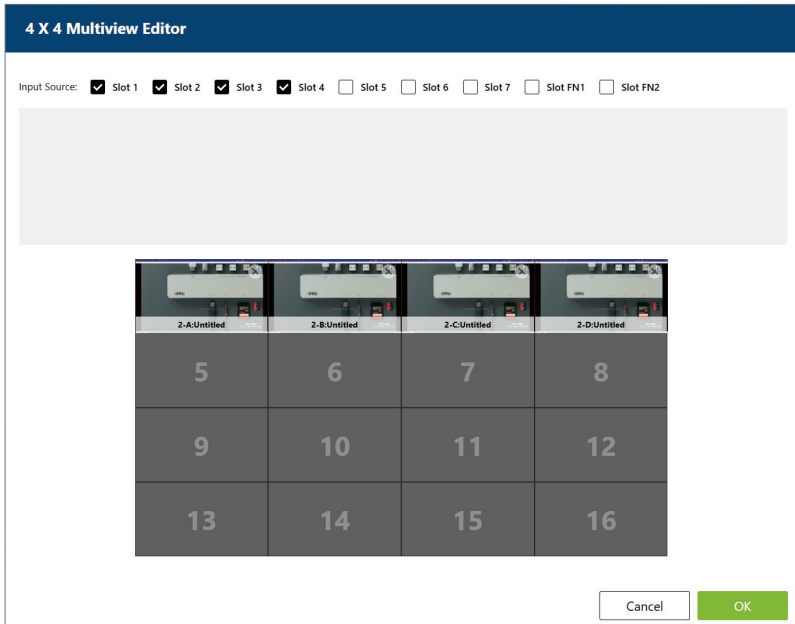 4 X 4 Multiview Editor
Input Source: Slot 1 Slot 2 Slot 3 Slot 4 Slot 5 Slot 6 Slot 7 Slot FN1 Slot FN2
2-A:Untitled 2-B:Untitled 2-C:Untitled 2-D:Untitled
5 6 7 8
9 10 11 12
13 14 15 16
Cancel OK